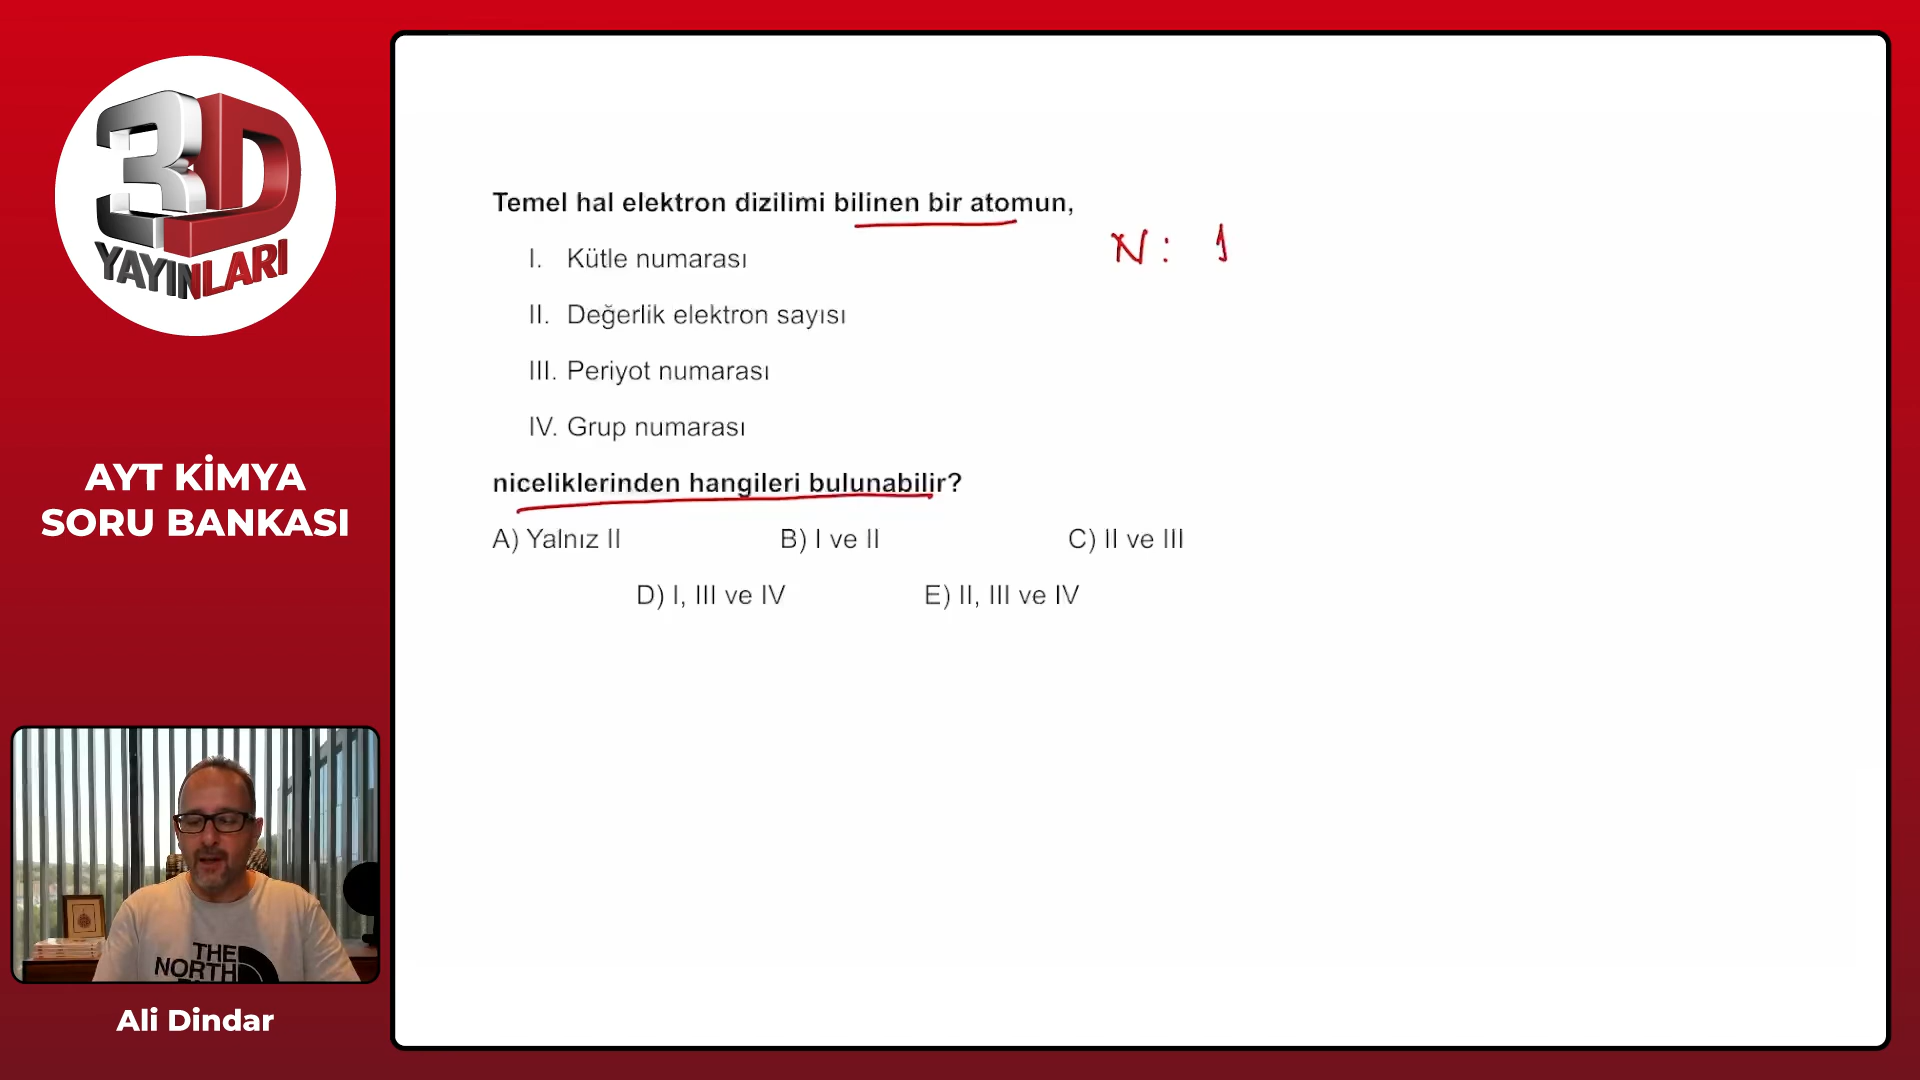 3D
YAYINLARI
AYT KİMYA
SORU BANKASI
Temel hal elektron dizilimi bilinen bir atomun,
N: 1
I. Kütle numarası
II. Değerlik elektron sayısı
III. Periyot numarası
IV. Grup numarası
niceliklerinden hangileri bulunabilir?
A) Yalnız II B) I ve II C) II ve III
D) I, III ve IV E) II, III ve IV
THE
NORTH
Ali Dindar